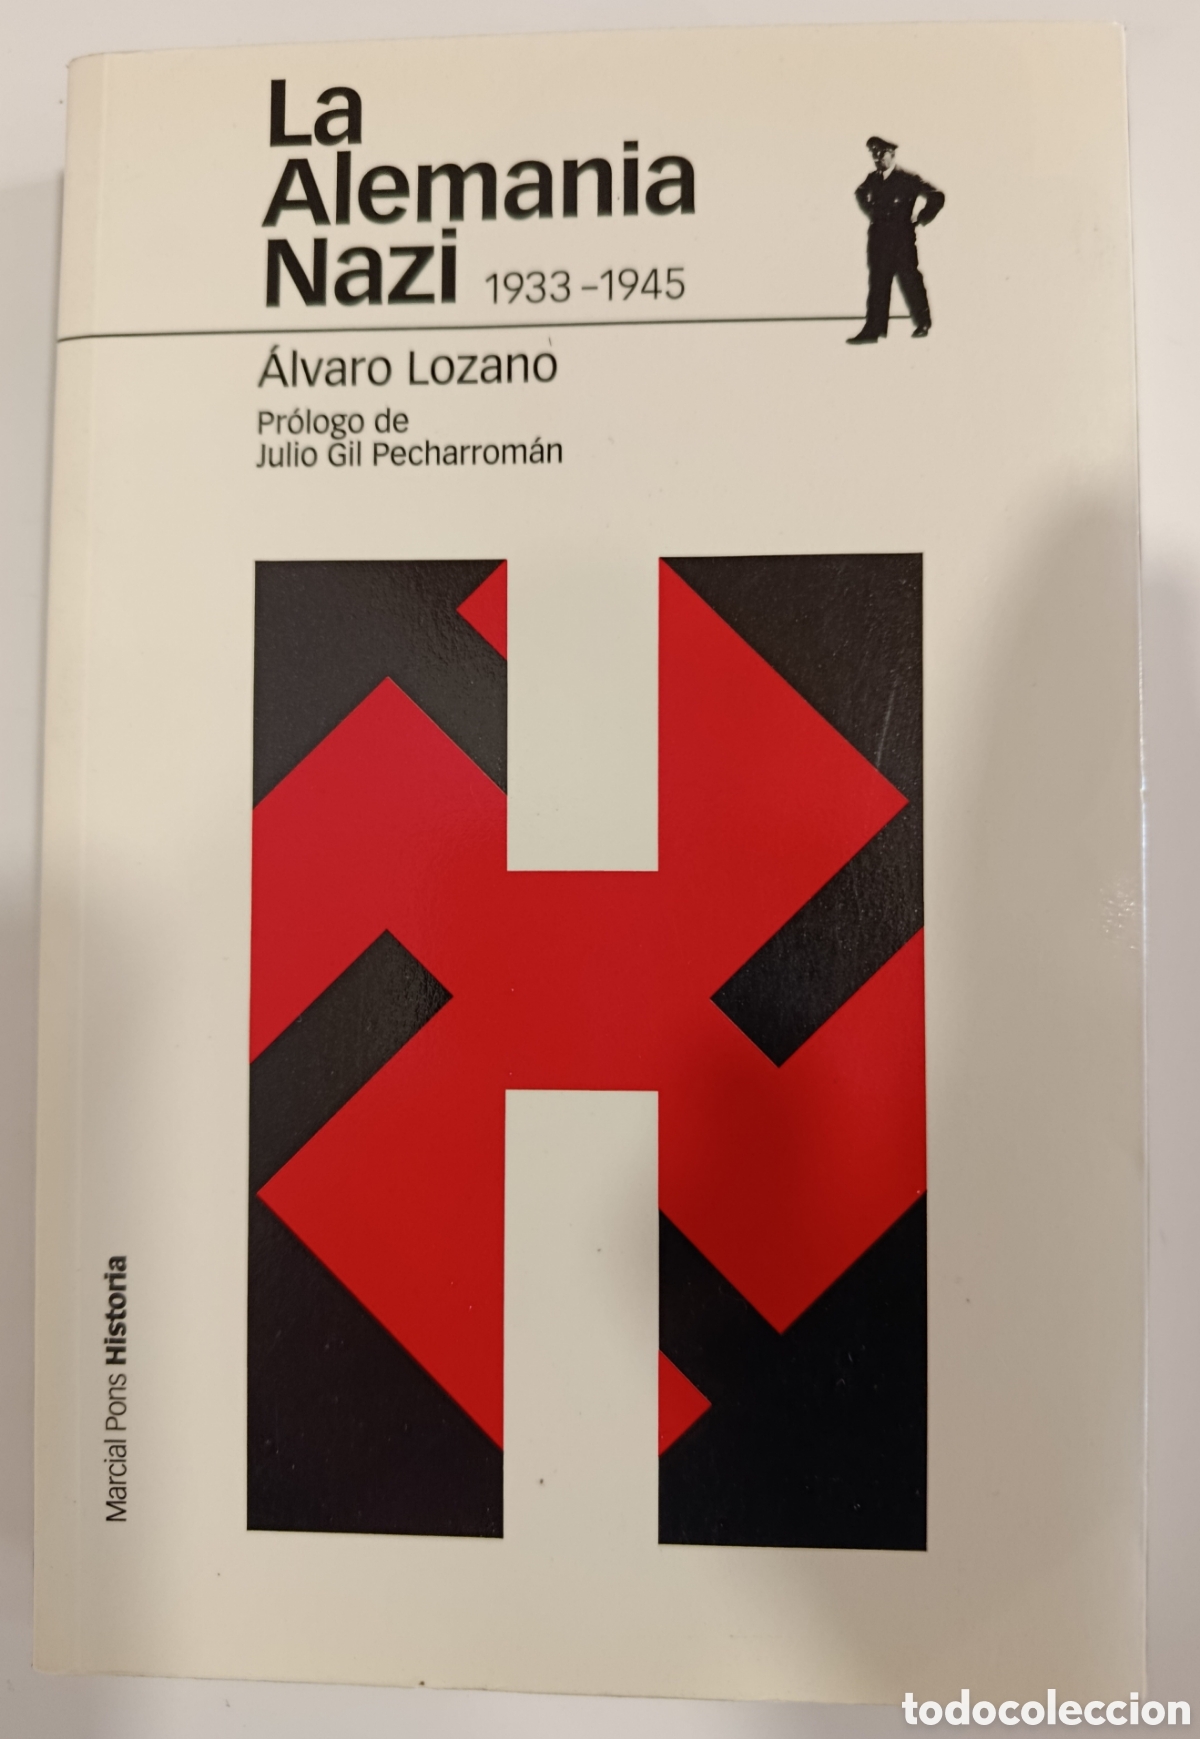 La
Alemania
Nazi 1933-1945
Álvaro Lozano
Prólogo de
Julio Gil Pecharromán
Marcial Pons Historia
todocoleccion